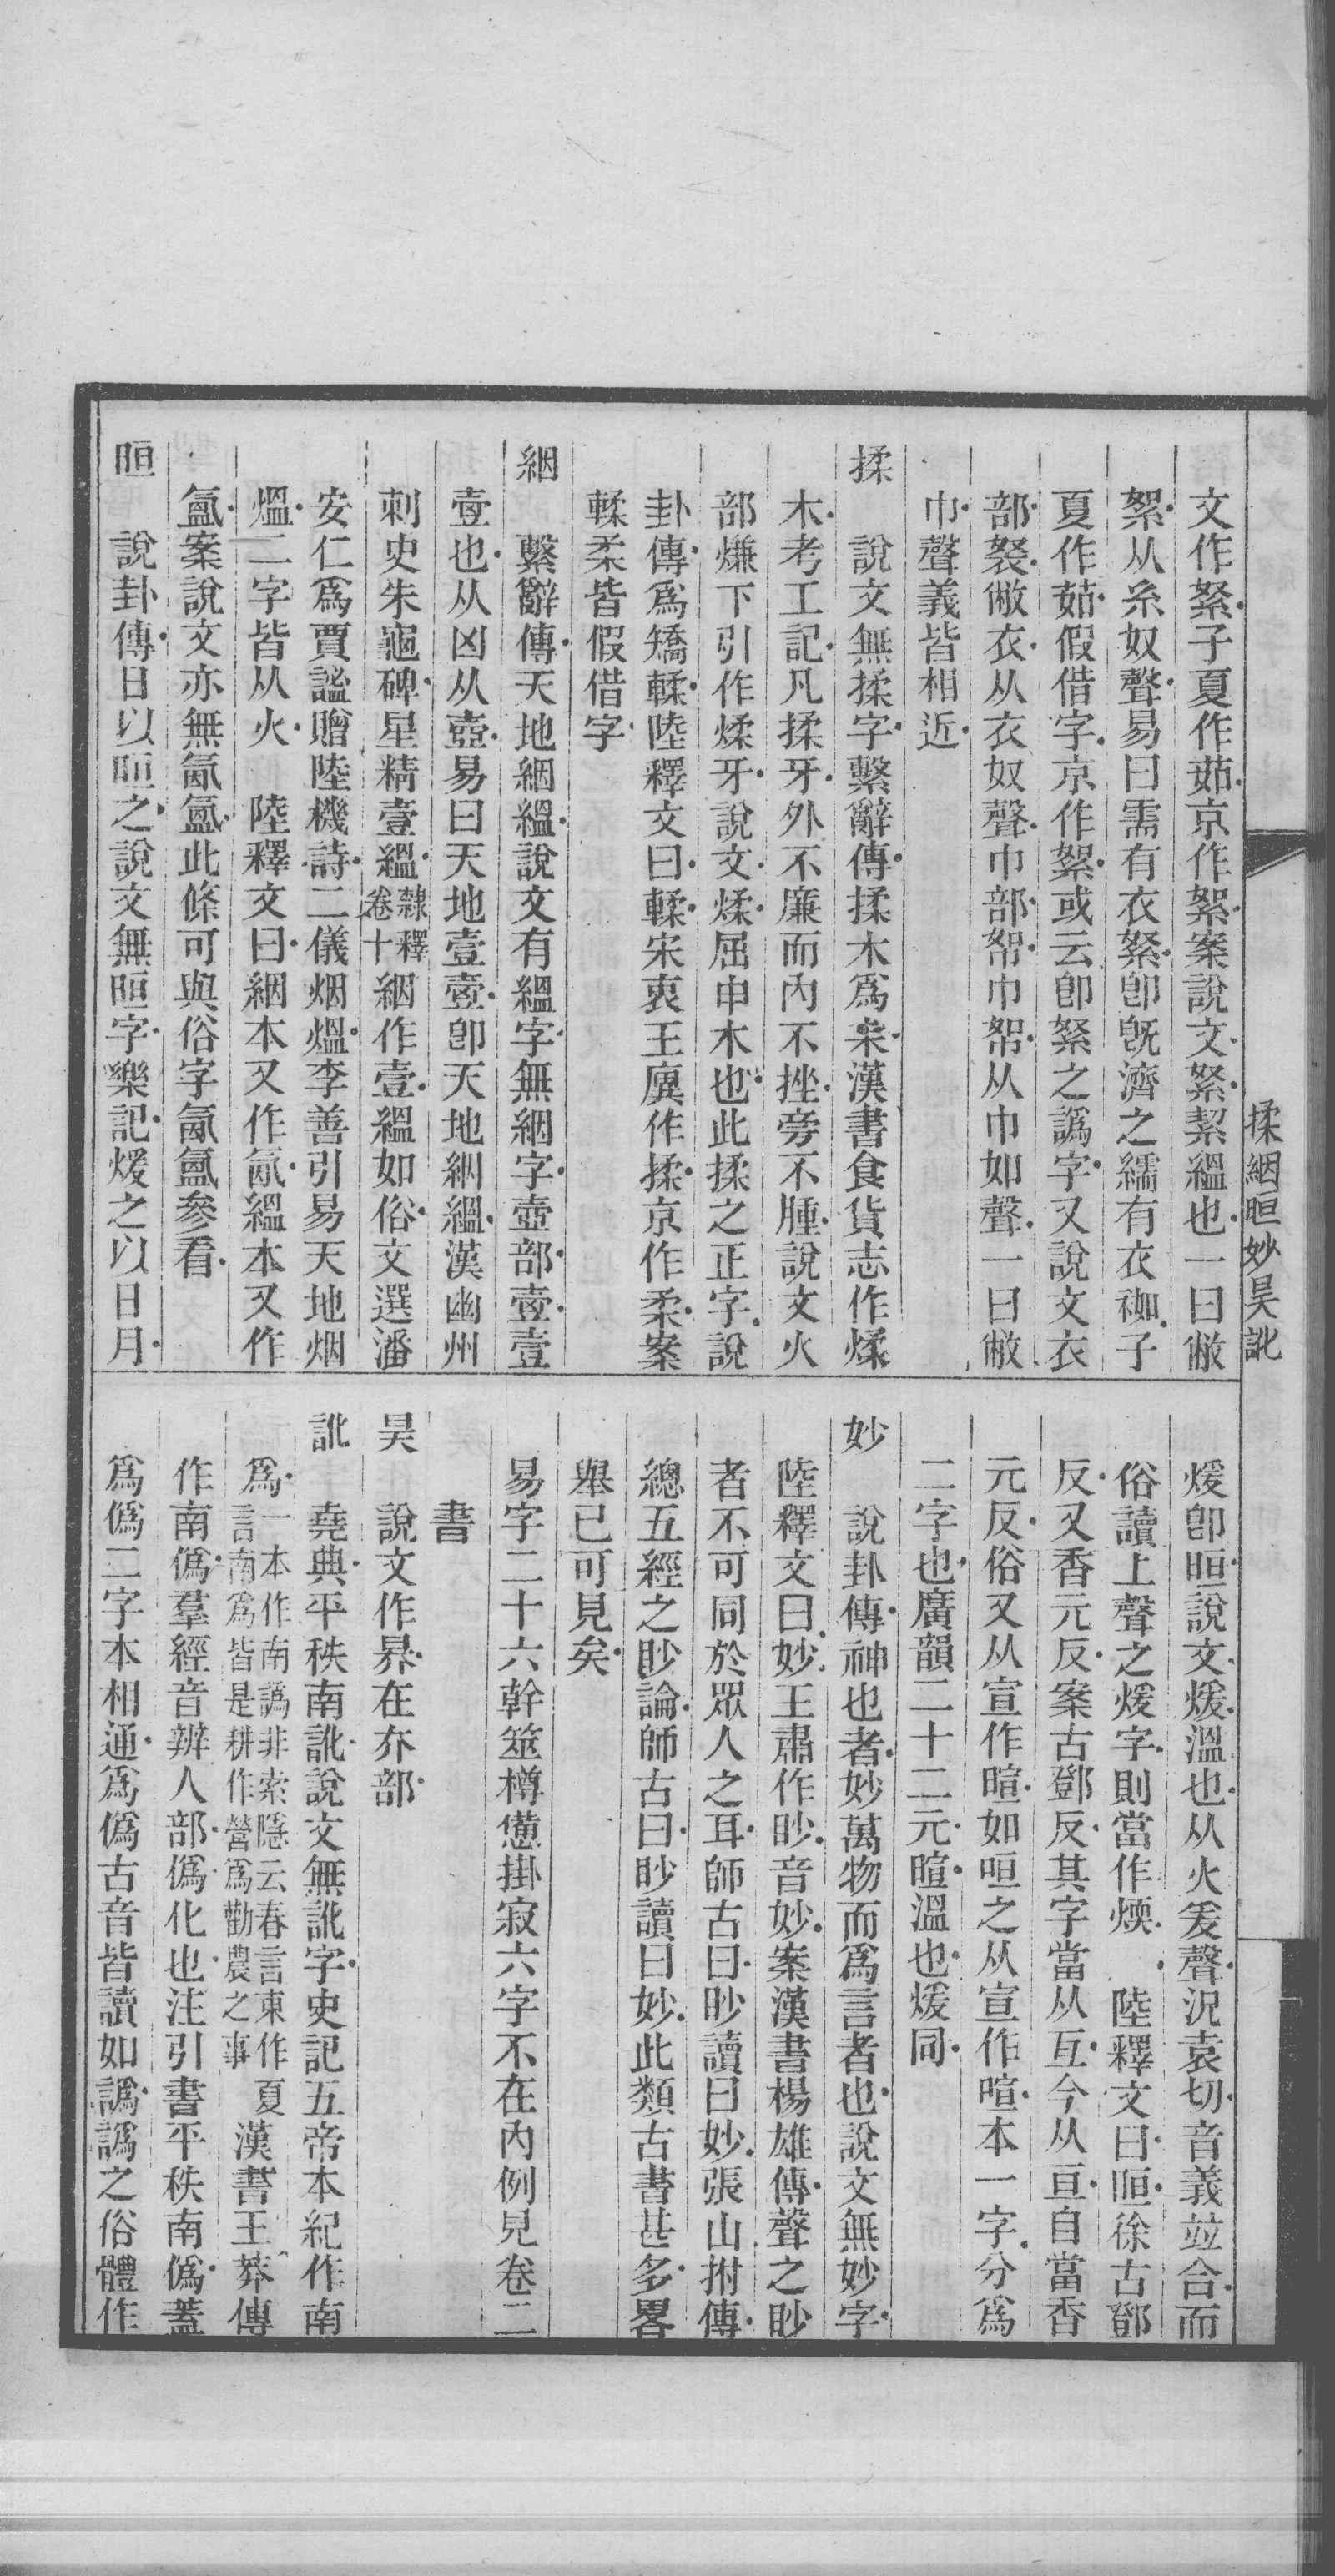 揉絪晅妙昊訛
文作䋈子夏作茹京作絮案說文䋈絜縕也一曰敝
絮从糸奴聲易曰需有衣䋈卽旣濟之繻有衣袽子
夏作茹假借字京作絮或云卽䋈之譌字又說文衣
部袃敝衣从衣奴聲巾部帤巾帤从巾如聲一曰敝
巾聲義皆相近
揉　說文無揉字繫辭傳揉木爲耒漢書食貨志作煣
木考工記凡揉牙外不廉而內不挫旁不腫說文火
部熑下引作煣牙說文煣屈申木也此揉之正字說
卦傳爲矯輮陸釋文曰輮宋衷王廙作揉京作柔案
輮柔皆假借字
絪　繫辭傳天地絪縕說文有縕字無絪字壺部壹壹
壹也从凶从壺易曰天地壹壹卽天地絪縕漢幽州
刺史朱龜碑星精壹縕隸釋卷十絪作壹縕如俗文選潘
安仁爲賈謐贈陸機詩二儀烟熅李善引易天地烟
熅二字皆从火　陸釋文曰絪本又作氤縕本又作
氳案說文亦無氤氳此條可與俗字氤氳參看
晅　說卦傳日以晅之說文無晅字樂記煖之以日月
煖卽晅說文煖溫也从火爰聲況袁切音義竝合而
俗讀上聲之煖字則當作煗　陸釋文曰晅徐古鄧
反又香元反案古鄧反其字當从亙今从亘自當香
元反俗又从宣作暄如咺之从宣作喧本一字分爲
二字也廣韻二十二元暄溫也煖同
妙　說卦傳神也者妙萬物而爲言者也說文無妙字
陸釋文曰妙王肅作眇音妙案漢書楊雄傳聲之眇
者不可同於眾人之耳師古曰眇讀曰妙張山拊傳
總五經之眇論師古曰眇讀曰妙此類古書甚多畧
舉已可見矣
易字二十六幹筮樽憊掛寂六字不在內例見卷二
書
昊　說文作昦在夰部
訛　堯典平秩南訛說文無訛字史記五帝本紀作南
爲一本作南譌非索隱云春言東作夏言南爲皆是耕作營爲勸農之事漢書王莽傳
作南僞羣經音辨人部僞化也注引書平秩南僞蓋
爲僞二字本相通爲僞古音皆讀如譌譌之俗體作